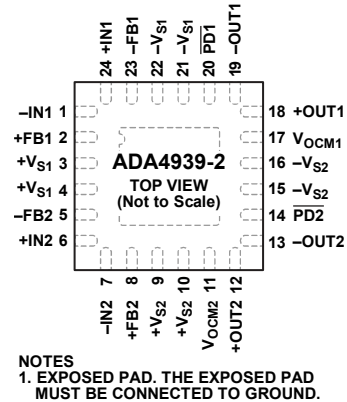 24 +IN1
23 –FB1
22 –VS1
21 –VS1
20 PD1
19 –OUT1
–IN1 1
+FB1 2
+VS1 3
+VS1 4
–FB2 5
+IN2 6
ADA4939-2
TOP VIEW
(Not to Scale)
18 +OUT1
17 VOCM1
16 –VS2
15 –VS2
14 PD2
13 –OUT2
–IN2 7
+FB2 8
+VS2 9
+VS2 10
VOCM2 11
+OUT2 12
NOTES
1. EXPOSED PAD. THE EXPOSED PAD
MUST BE CONNECTED TO GROUND.